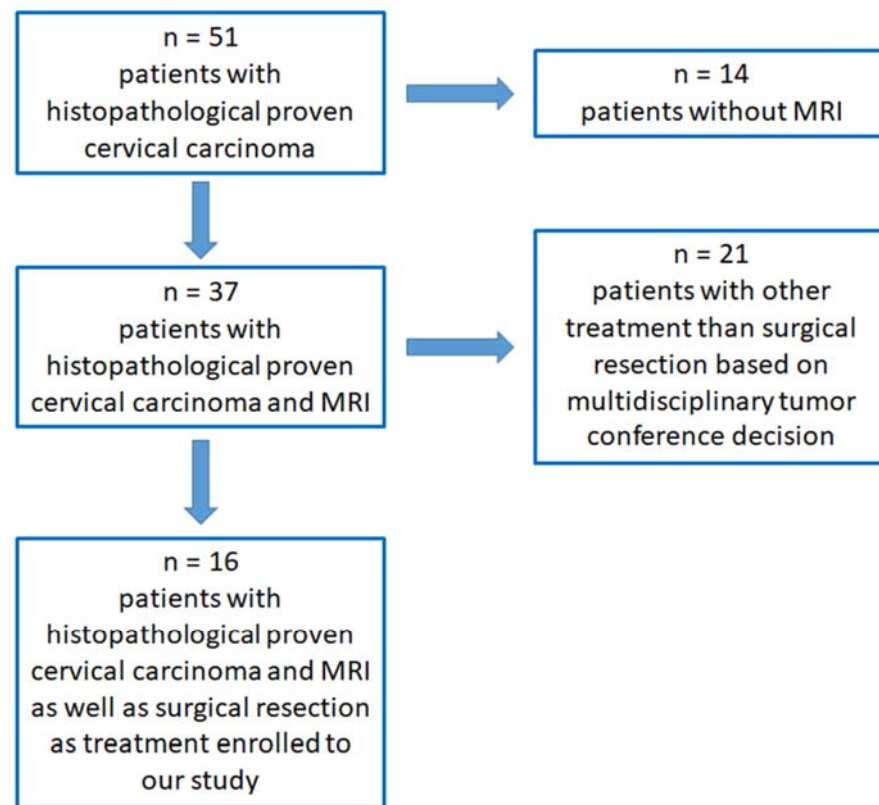 n = 51
patients with
histopathological proven
cervical carcinoma
n = 14
patients without MRI
n = 37
patients with
histopathological proven
cervical carcinoma and MRI
n = 21
patients with other
treatment than surgical
resection based on
multidisciplinary tumor
conference decision
n = 16
patients with
histopathological proven
cervical carcinoma and MRI
as well as surgical resection
as treatment enrolled to
our study